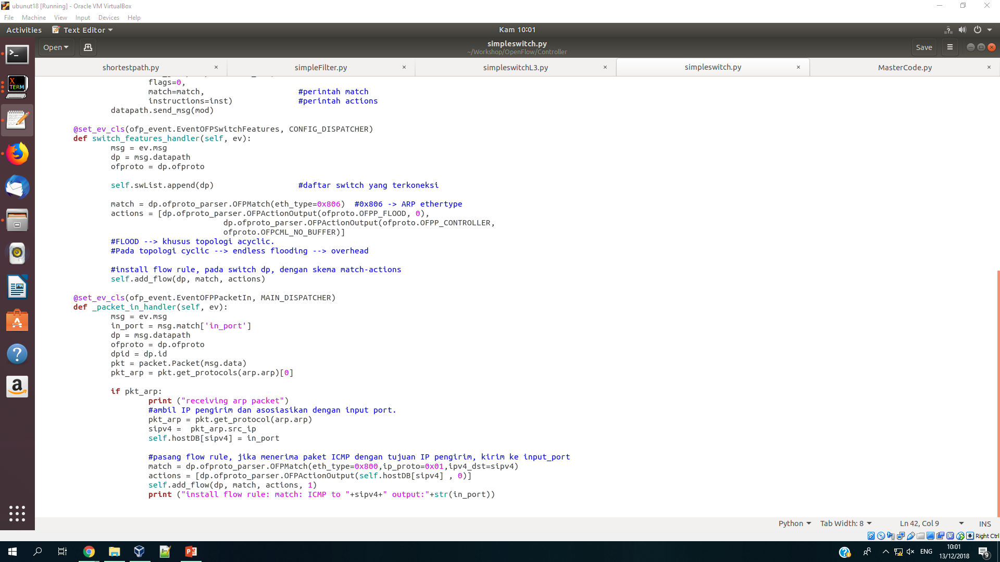 ubunut18 [Running] - Oracle VM VirtualBox
File Machine View Input Devices Help
Activities Text Editor Kam 10:01
Open simpleswitch.py Save
~/Workshop/OpenFlow/Controller
shortestpath.py simpleFilter.py simpleswitchL3.py simpleswitch.py MasterCode.py
flags=0,
match=match, #perintah match
instructions=inst) #perintah actions
datapath.send_msg(mod)
@set_ev_cls(ofp_event.EventOFPSwitchFeatures, CONFIG_DISPATCHER)
def switch_features_handler(self, ev):
msg = ev.msg
dp = msg.datapath
ofproto = dp.ofproto
self.swList.append(dp) #daftar switch yang terkoneksi
match = dp.ofproto_parser.OFPMatch(eth_type=0x806) #0x806 -> ARP ethertype
actions = [dp.ofproto_parser.OFPActionOutput(ofproto.OFPP_FLOOD, 0),
dp.ofproto_parser.OFPActionOutput(ofproto.OFPP_CONTROLLER,
ofproto.OFPCML_NO_BUFFER)]
#FLOOD --> khusus topologi acyclic.
#Pada topologi cyclic --> endless flooding --> overhead
#install flow rule, pada switch dp, dengan skema match-actions
self.add_flow(dp, match, actions)
@set_ev_cls(ofp_event.EventOFPPacketIn, MAIN_DISPATCHER)
def _packet_in_handler(self, ev):
msg = ev.msg
in_port = msg.match['in_port']
dp = msg.datapath
ofproto = dp.ofproto
dpid = dp.id
pkt = packet.Packet(msg.data)
pkt_arp = pkt.get_protocols(arp.arp)[0]
if pkt_arp:
print ("receiving arp packet")
#ambil IP pengirim dan asosiasikan dengan input port.
pkt_arp = pkt.get_protocol(arp.arp)
sipv4 =  pkt_arp.src_ip
self.hostDB[sipv4] = in_port
#pasang flow rule, jika menerima paket ICMP dengan tujuan IP pengirim, kirim ke input_port
match = dp.ofproto_parser.OFPMatch(eth_type=0x800,ip_proto=0x01,ipv4_dst=sipv4)
actions = [dp.ofproto_parser.OFPActionOutput(self.hostDB[sipv4] , 0)]
self.add_flow(dp, match, actions, 1)
print ("install flow rule: match: ICMP to "+sipv4+" output:"+str(in_port))
Python Tab Width: 8 Ln 42, Col 9 INS
Right Ctrl
ENG 10:01
13/12/2018 9